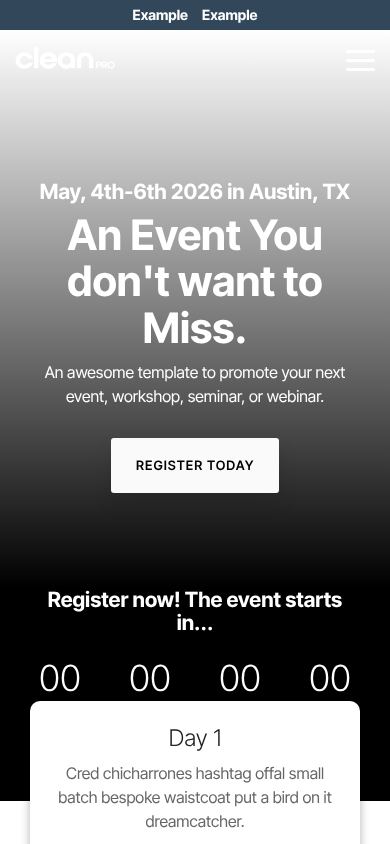 Example Example
clean PRO
May, 4th-6th 2026 in Austin, TX
An Event You
don't want to
Miss.
An awesome template to promote your next
event, workshop, seminar, or webinar.
REGISTER TODAY
Register now! The event starts
in...
00 00 00 00
Day 1
Cred chicharrones hashtag offal small
batch bespoke waistcoat put a bird on it
dreamcatcher.